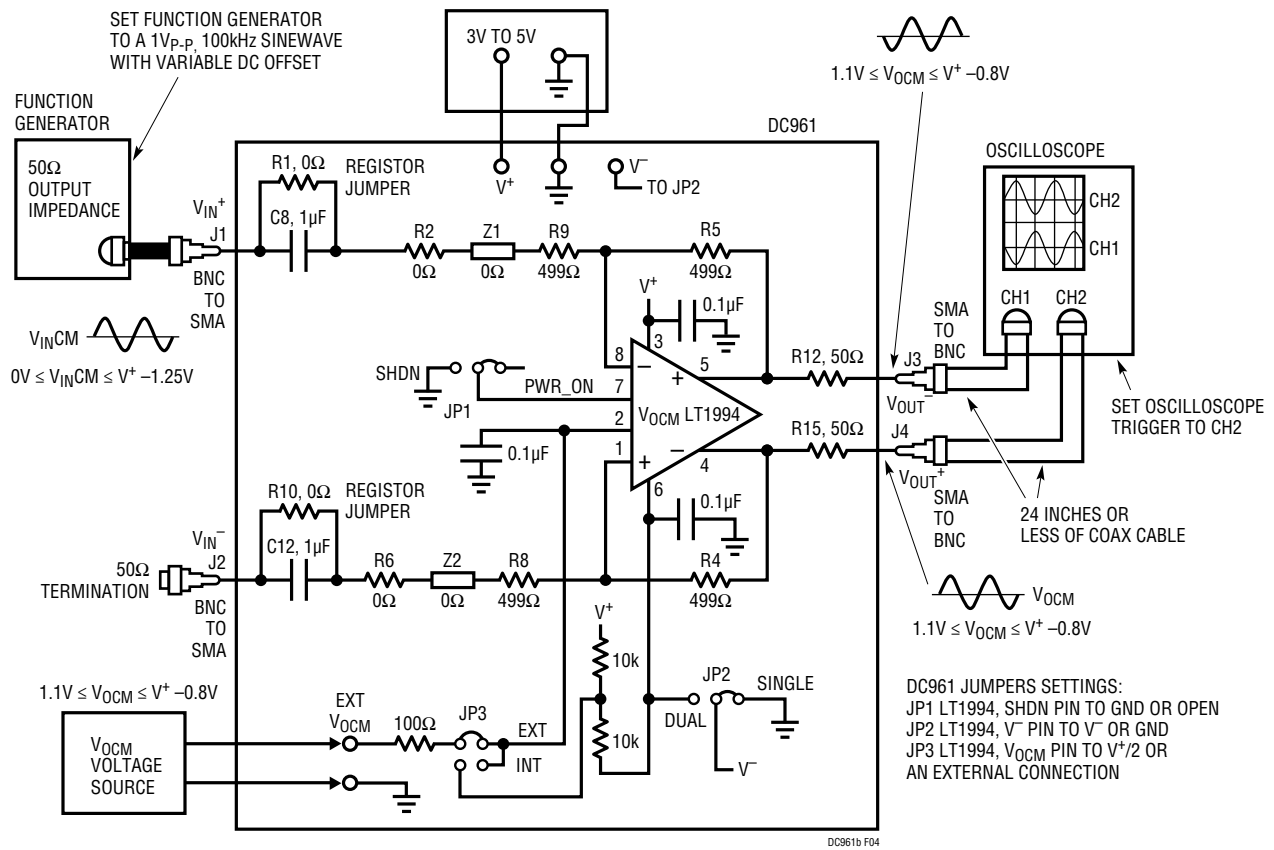 SET FUNCTION GENERATOR
TO A 1VP-P, 100kHz SINEWAVE
WITH VARIABLE DC OFFSET
FUNCTION
GENERATOR
50Ω
OUTPUT
IMPEDANCE
3V TO 5V
1.1V ≤ VOCM ≤ V+ –0.8V
DC961
OSCILLOSCOPE
CH2
CH1
CH1 CH2
R1, 0Ω
REGISTOR
JUMPER
C8, 1µF
V+
V–
TO JP2
VIN+
J1
BNC
TO
SMA
R2
0Ω
Z1
0Ω
R9
499Ω
R5
499Ω
VINCM
0V ≤ VINCM ≤ V+ –1.25V
V+
0.1µF
3
8
–
+
5
SHDN
JP1
PWR_ON
7
2
VOCM LT1994
1
+
–
4
6
0.1µF
0.1µF
R12, 50Ω
J3
VOUT–
SMA
TO
BNC
R15, 50Ω
J4
VOUT+
SMA
TO
BNC
SET OSCILLOSCOPE
TRIGGER TO CH2
24 INCHES OR
LESS OF COAX CABLE
R10, 0Ω
REGISTOR
JUMPER
C12, 1µF
VIN–
J2
50Ω
TERMINATION
BNC
TO
SMA
R6
0Ω
Z2
0Ω
R8
499Ω
R4
499Ω
VOCM
1.1V ≤ VOCM ≤ V+ –0.8V
V+
10k
10k
JP2
SINGLE
DUAL
V–
1.1V ≤ VOCM ≤ V+ –0.8V
VOCM
VOLTAGE
SOURCE
EXT
VOCM
100Ω
JP3
EXT
INT
DC961 JUMPERS SETTINGS:
JP1 LT1994, SHDN PIN TO GND OR OPEN
JP2 LT1994, V– PIN TO V– OR GND
JP3 LT1994, VOCM PIN TO V+/2 OR
AN EXTERNAL CONNECTION
DC961b F04